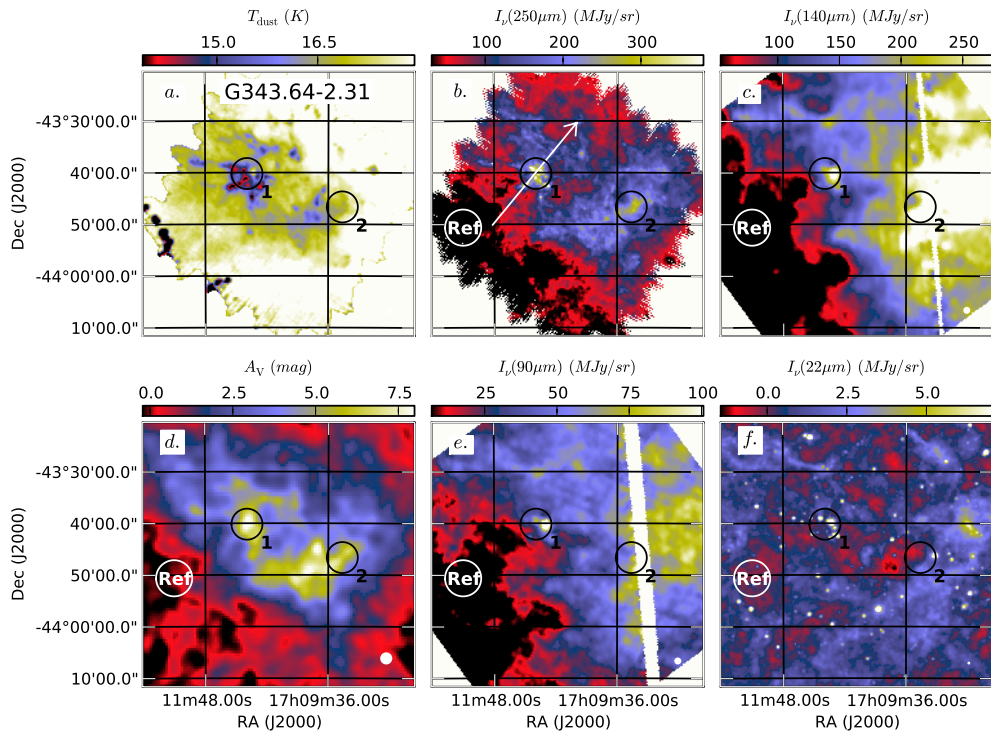 T_dust (K)
15.0 16.5
a. G343.64-2.31
1
2
-43°30'00.0"
40'00.0"
50'00.0"
-44°00'00.0"
10'00.0"
Dec (J2000)
I_ν(250μm) (MJy/sr)
100 200 300
b.
1
2
Ref
I_ν(140μm) (MJy/sr)
100 150 200 250
c.
1
2
Ref
A_V (mag)
0.0 2.5 5.0 7.5
d.
1
2
Ref
-43°30'00.0"
40'00.0"
50'00.0"
-44°00'00.0"
10'00.0"
Dec (J2000)
11m48.00s 17h09m36.00s
RA (J2000)
I_ν(90μm) (MJy/sr)
25 50 75 100
e.
1
2
Ref
11m48.00s 17h09m36.00s
RA (J2000)
I_ν(22μm) (MJy/sr)
0.0 2.5 5.0
f.
1
2
Ref
11m48.00s 17h09m36.00s
RA (J2000)